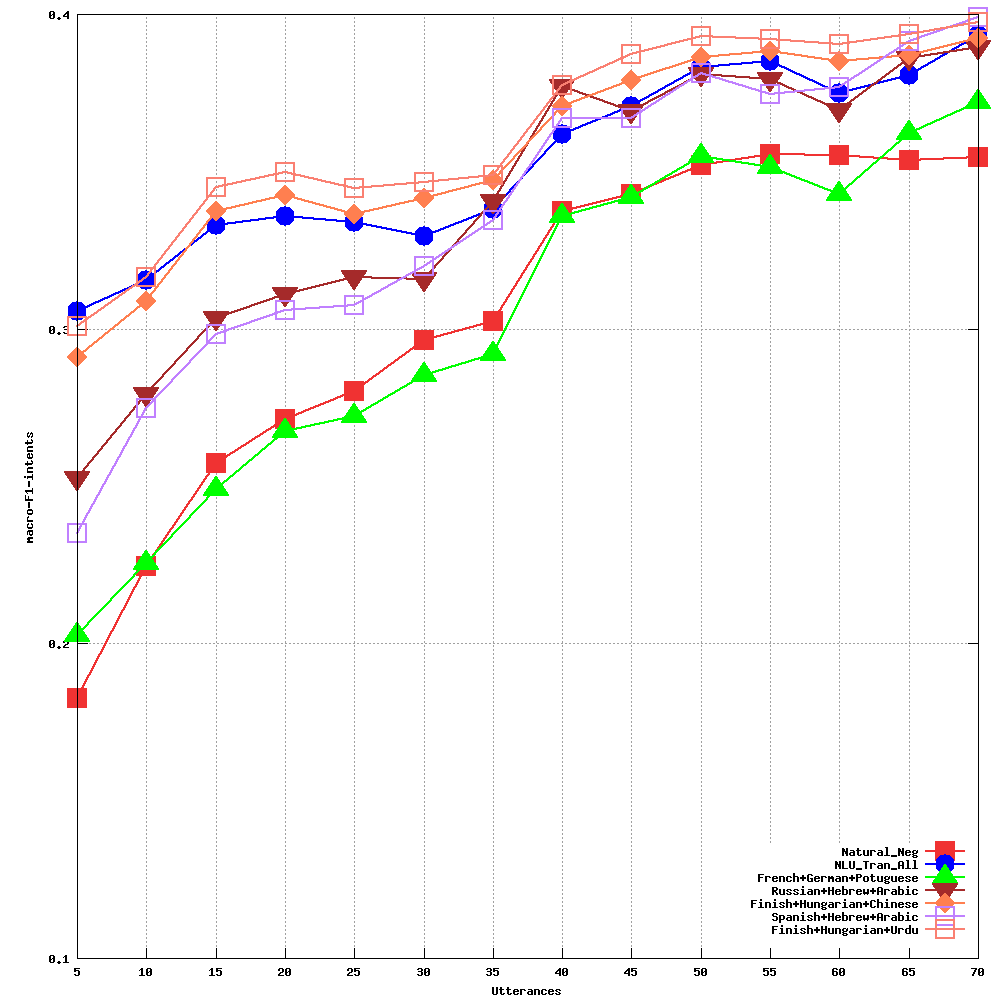 0.4
0.3
0.2
0.1
macro-F1-intents
5 10 15 20 25 30 35 40 45 50 55 60 65 70
Utterances
Natural_Neg
NLU_Tran_All
French+German+Potuguese
Russian+Hebrew+Arabic
Finish+Hungarian+Chinese
Spanish+Hebrew+Arabic
Finish+Hungarian+Urdu